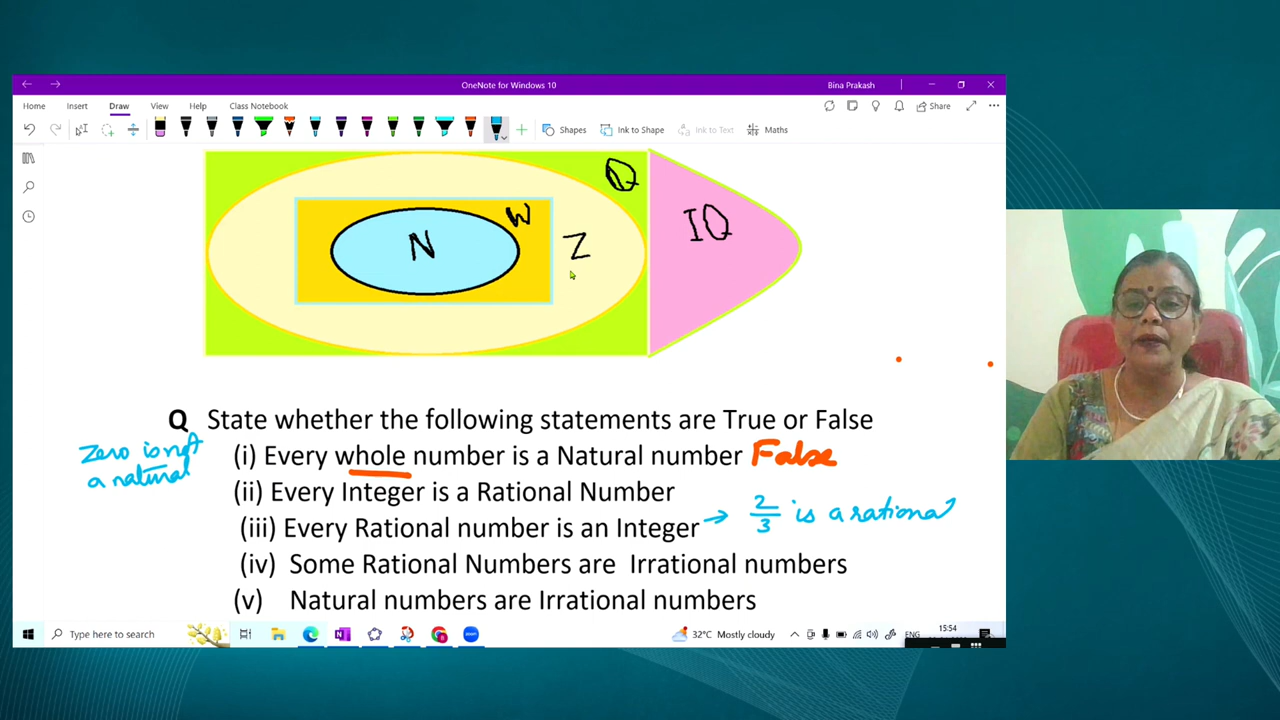 OneNote for Windows 10
Bina Prakash
Home Insert Draw View Help Class Notebook
Share
Shapes Ink to Shape Ink to Text Maths
Q
W
N
Z
IQ
Q State whether the following statements are True or False
Zero is not
a natural
(i) Every whole number is a Natural number False
(ii) Every Integer is a Rational Number
(iii) Every Rational number is an Integer → 2/3 is a rational
(iv) Some Rational Numbers are Irrational numbers
(v) Natural numbers are Irrational numbers
Type here to search
32°C Mostly cloudy
ENG
15:54